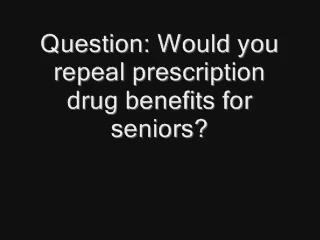 Question: Would you
repeal prescription
drug benefits for
seniors?